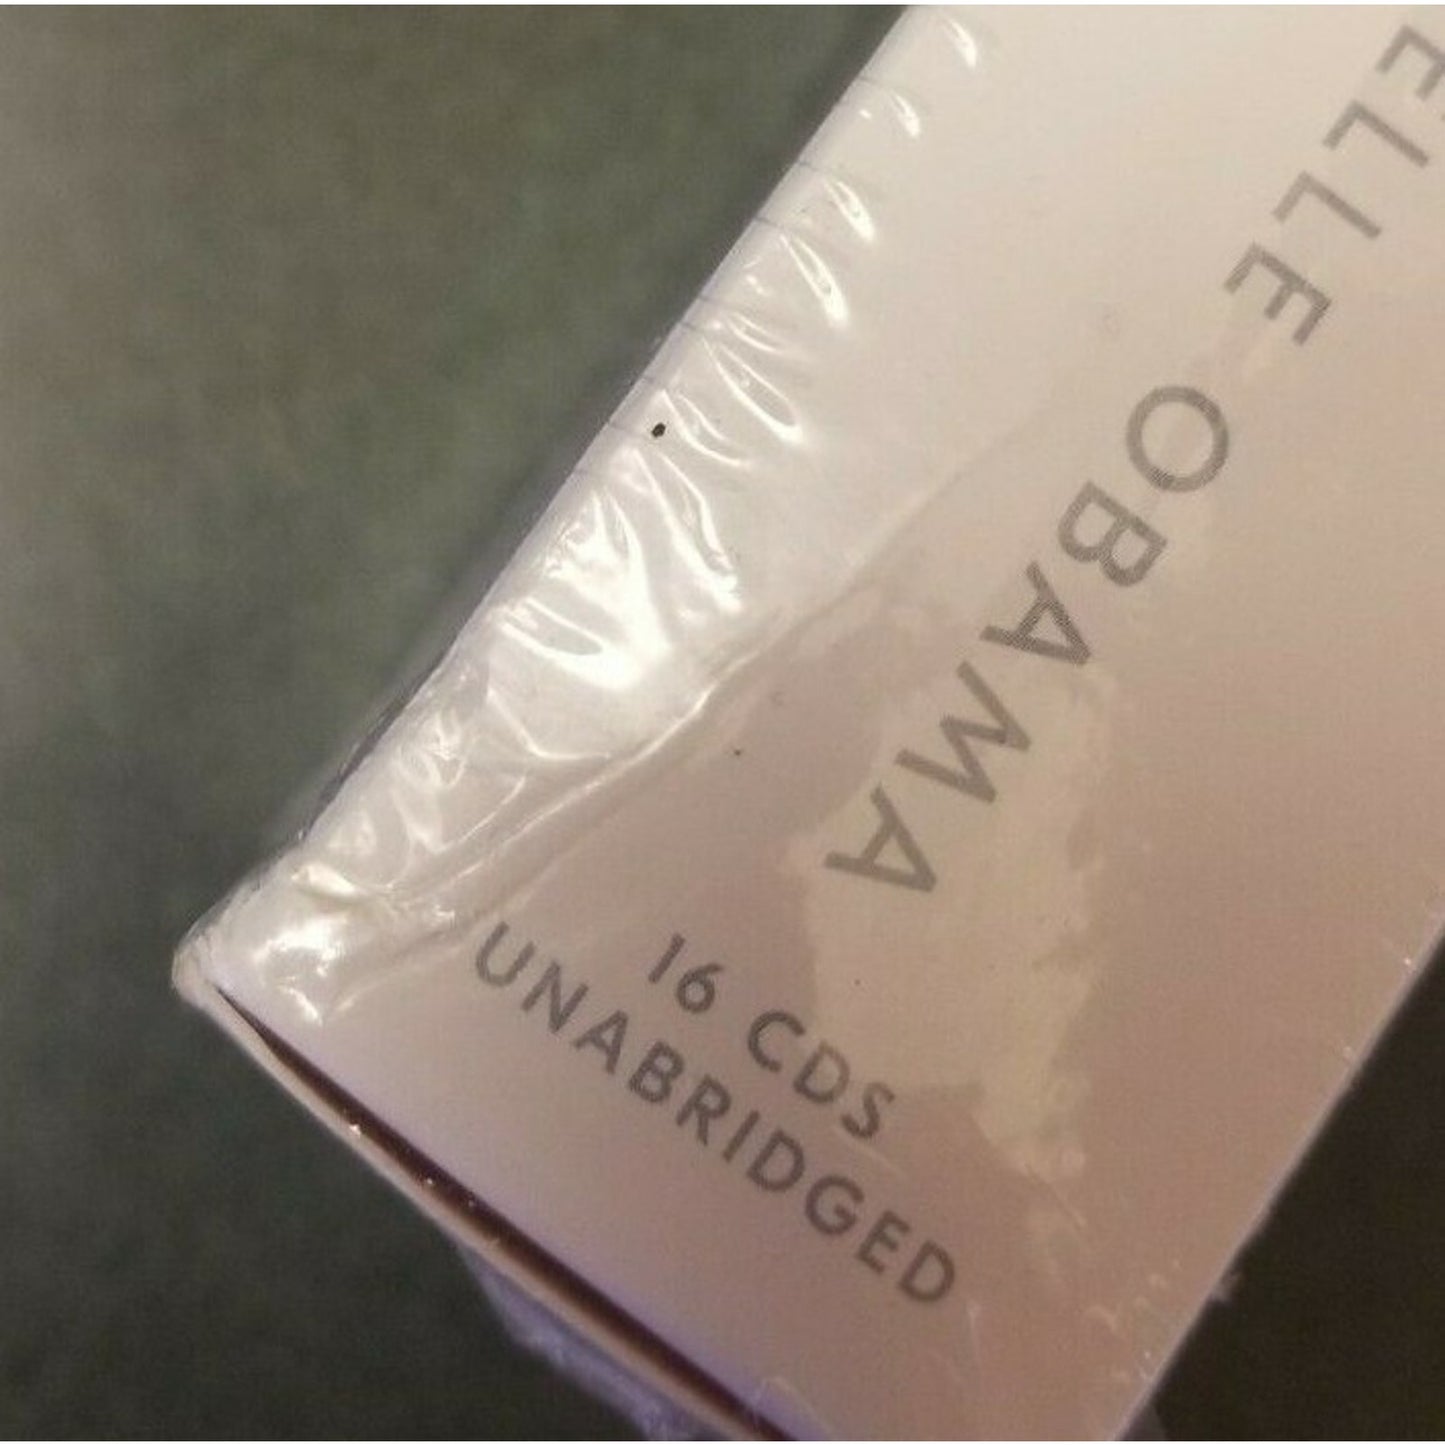 ELLE OBAMA
16 CDS
UNABRIDGED